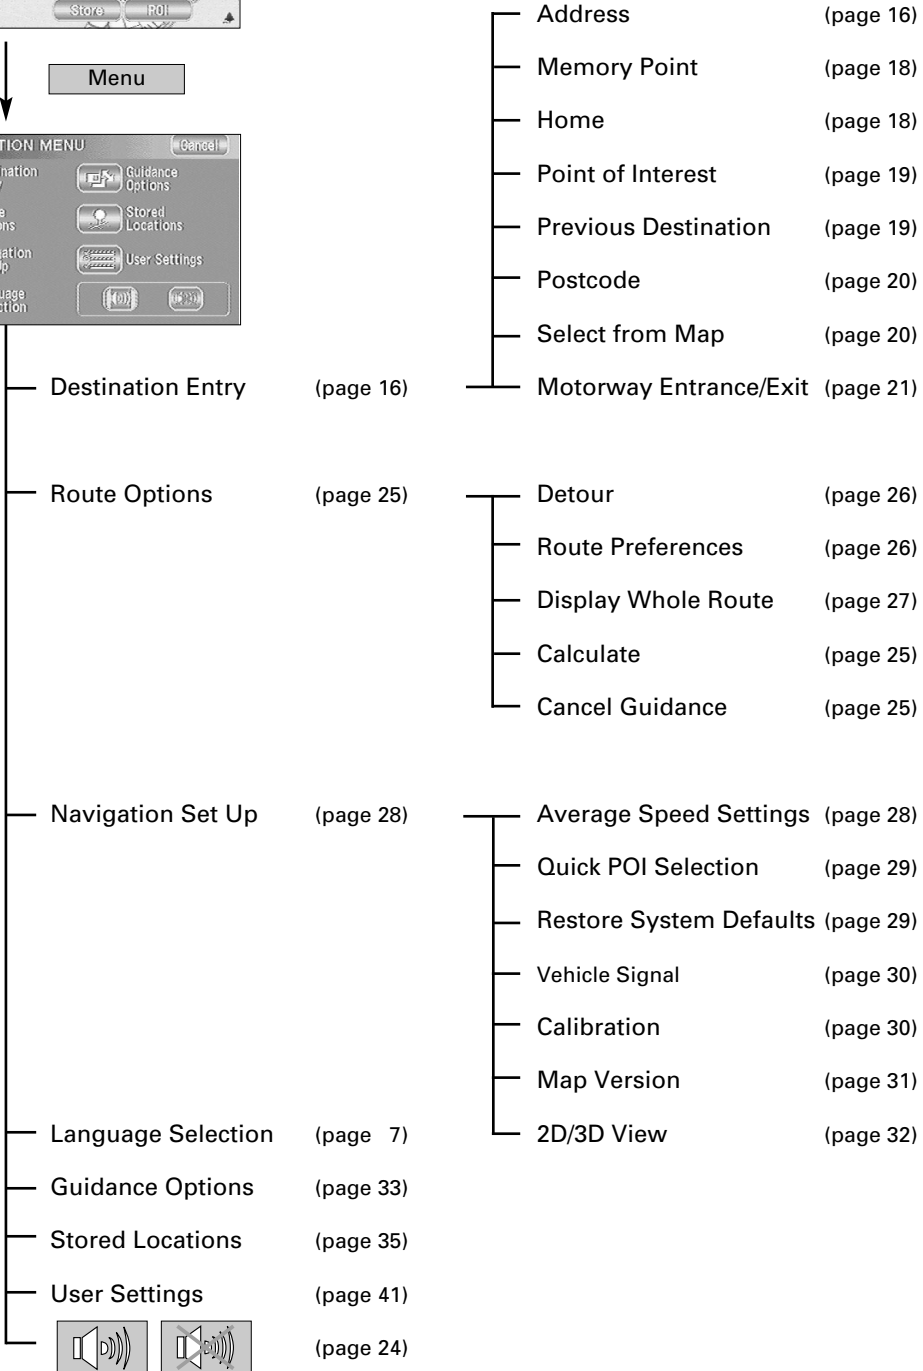 Store POI
Menu
TION MENU Cancel
nation Guidance
Options
Stored
ons Locations
ation User Settings
uage
ction
Address (page 16)
Memory Point (page 18)
Home (page 18)
Point of Interest (page 19)
Previous Destination (page 19)
Postcode (page 20)
Select from Map (page 20)
Destination Entry (page 16) Motorway Entrance/Exit (page 21)
Route Options (page 25) Detour (page 26)
Route Preferences (page 26)
Display Whole Route (page 27)
Calculate (page 25)
Cancel Guidance (page 25)
Navigation Set Up (page 28) Average Speed Settings (page 28)
Quick POI Selection (page 29)
Restore System Defaults (page 29)
Vehicle Signal (page 30)
Calibration (page 30)
Map Version (page 31)
Language Selection (page 7) 2D/3D View (page 32)
Guidance Options (page 33)
Stored Locations (page 35)
User Settings (page 41)
(page 24)